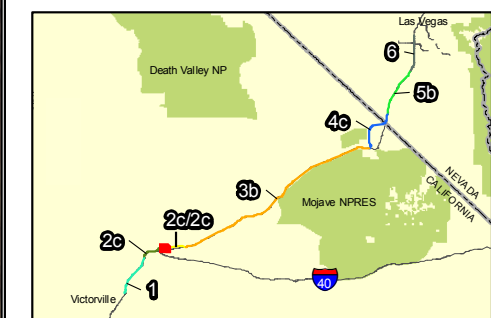 Las Vegas
6
Death Valley NP
5b
4c
NEVADA
CALIFORNIA
3b
Mojave NPRES
2c/2c
2c
40
1
Victorville